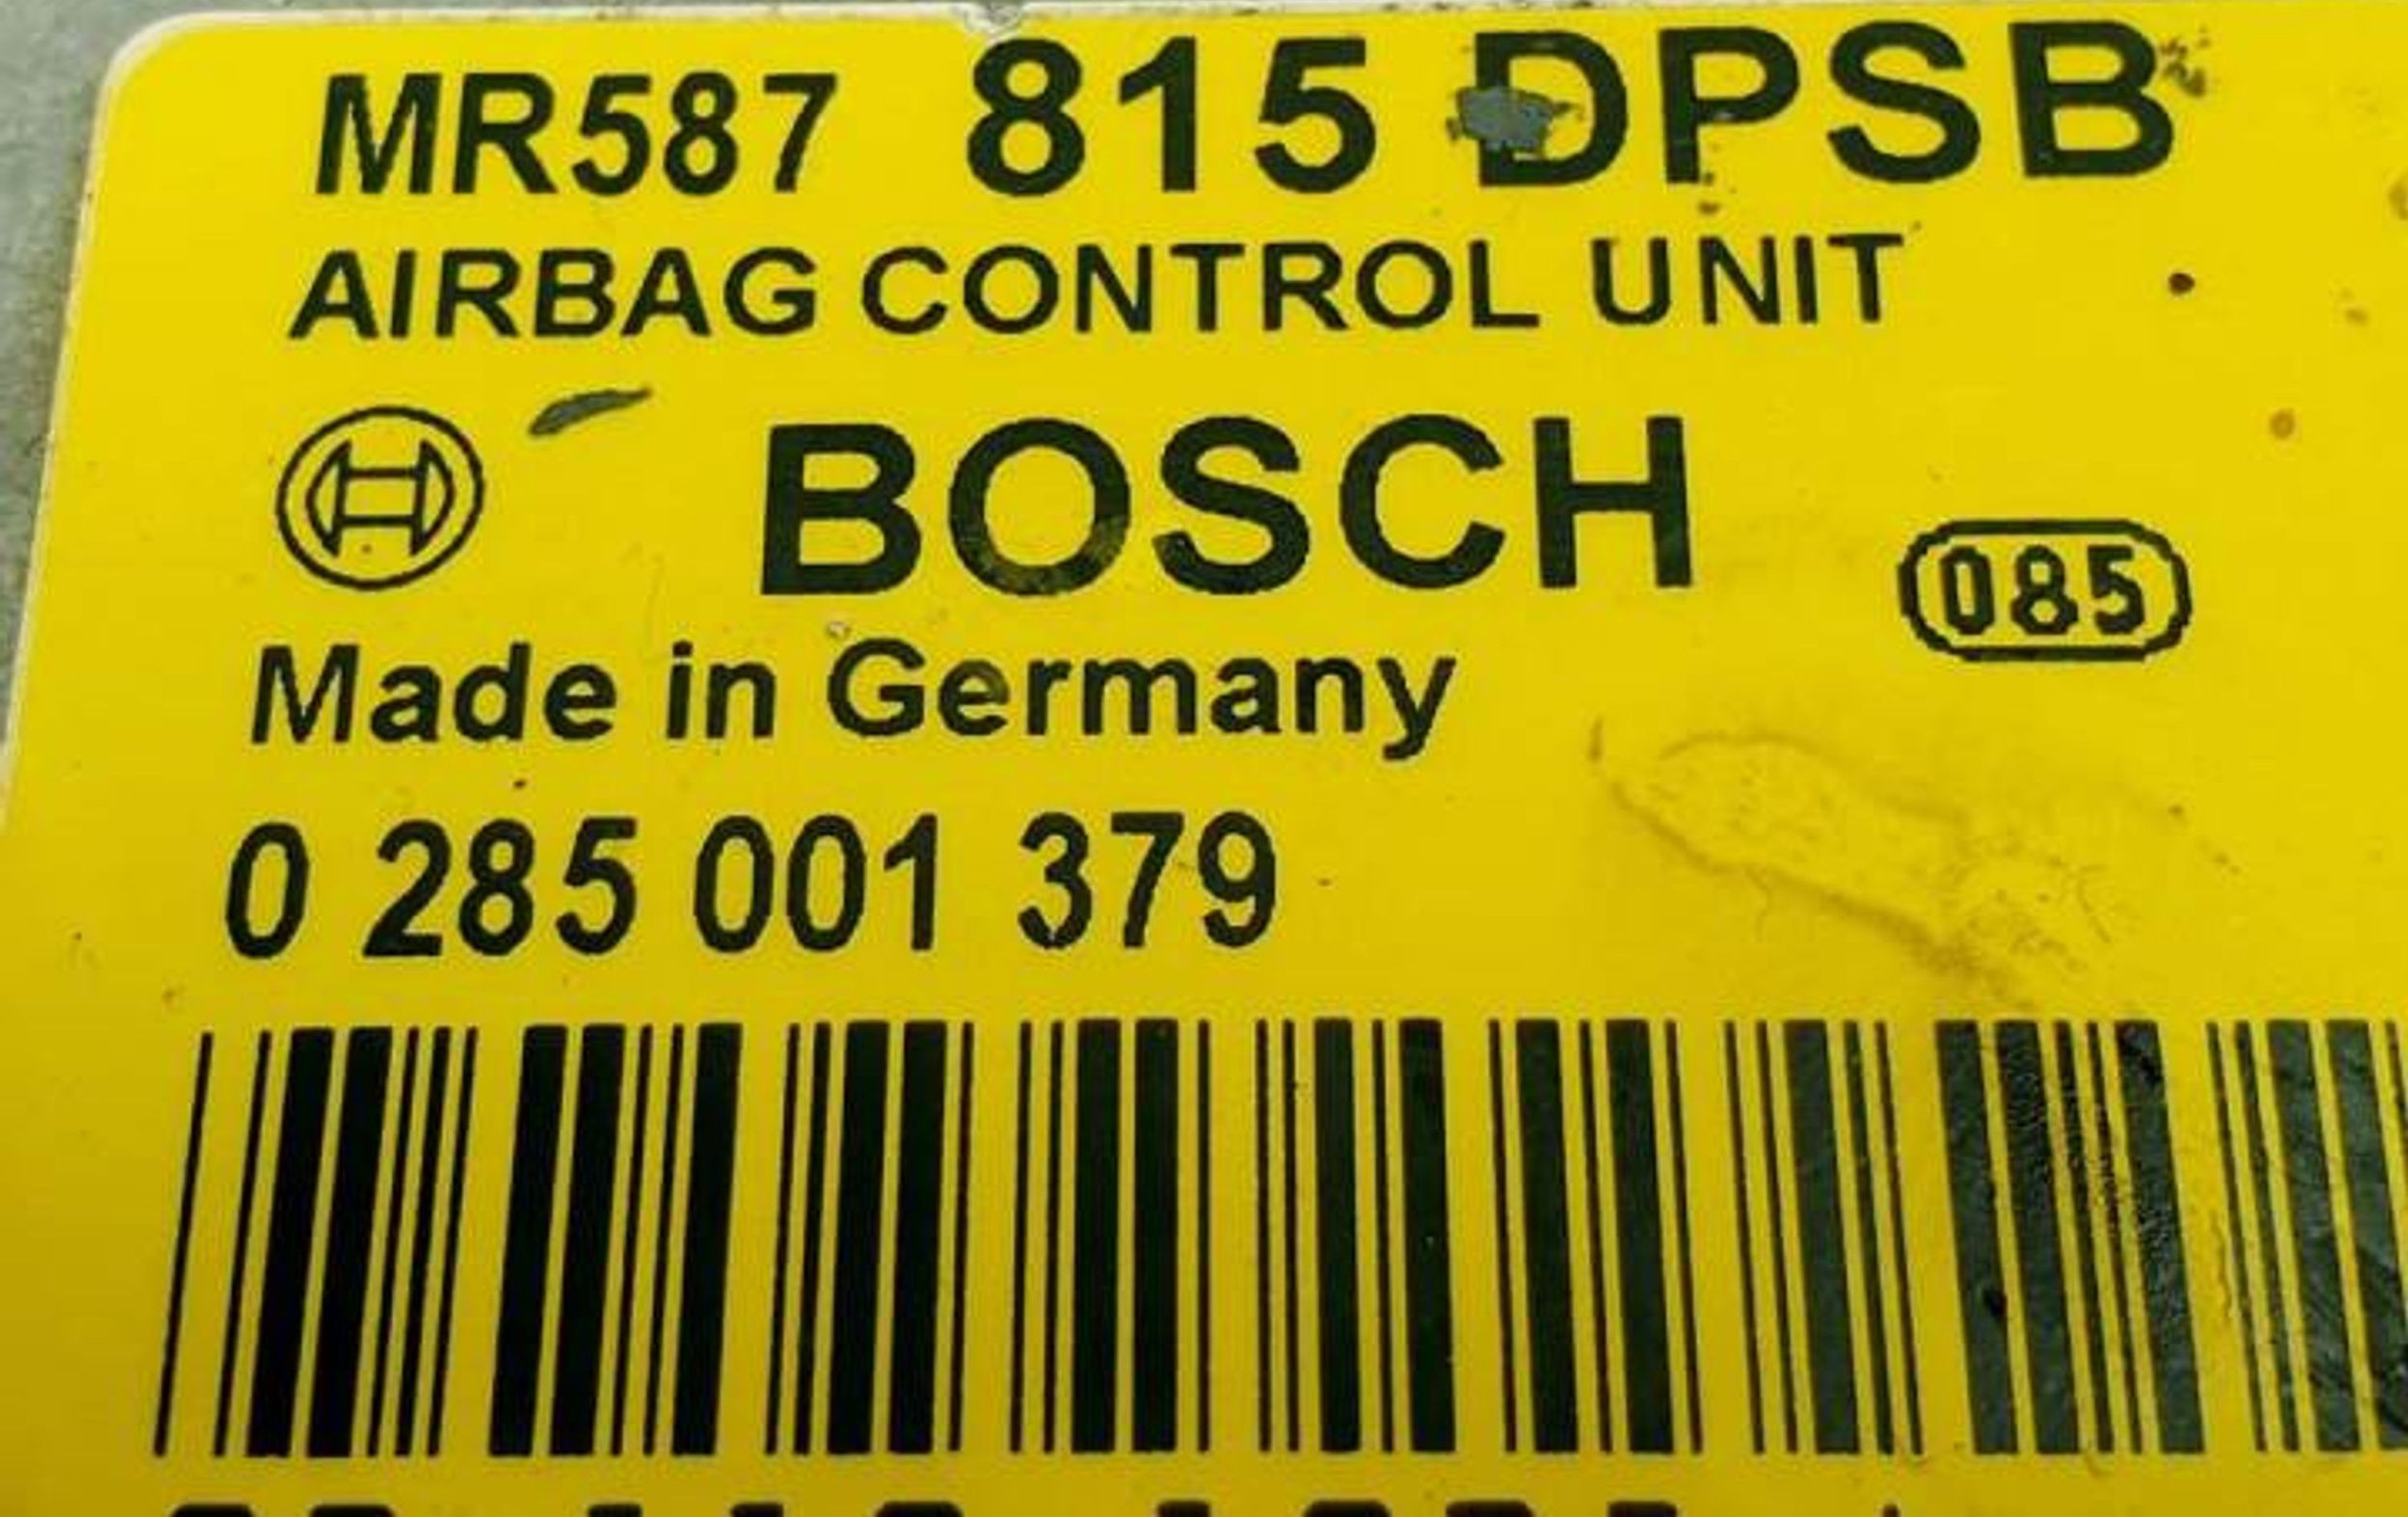 MR587 815 DPSB
AIRBAG CONTROL UNIT
BOSCH
085
Made in Germany
0 285 001 379